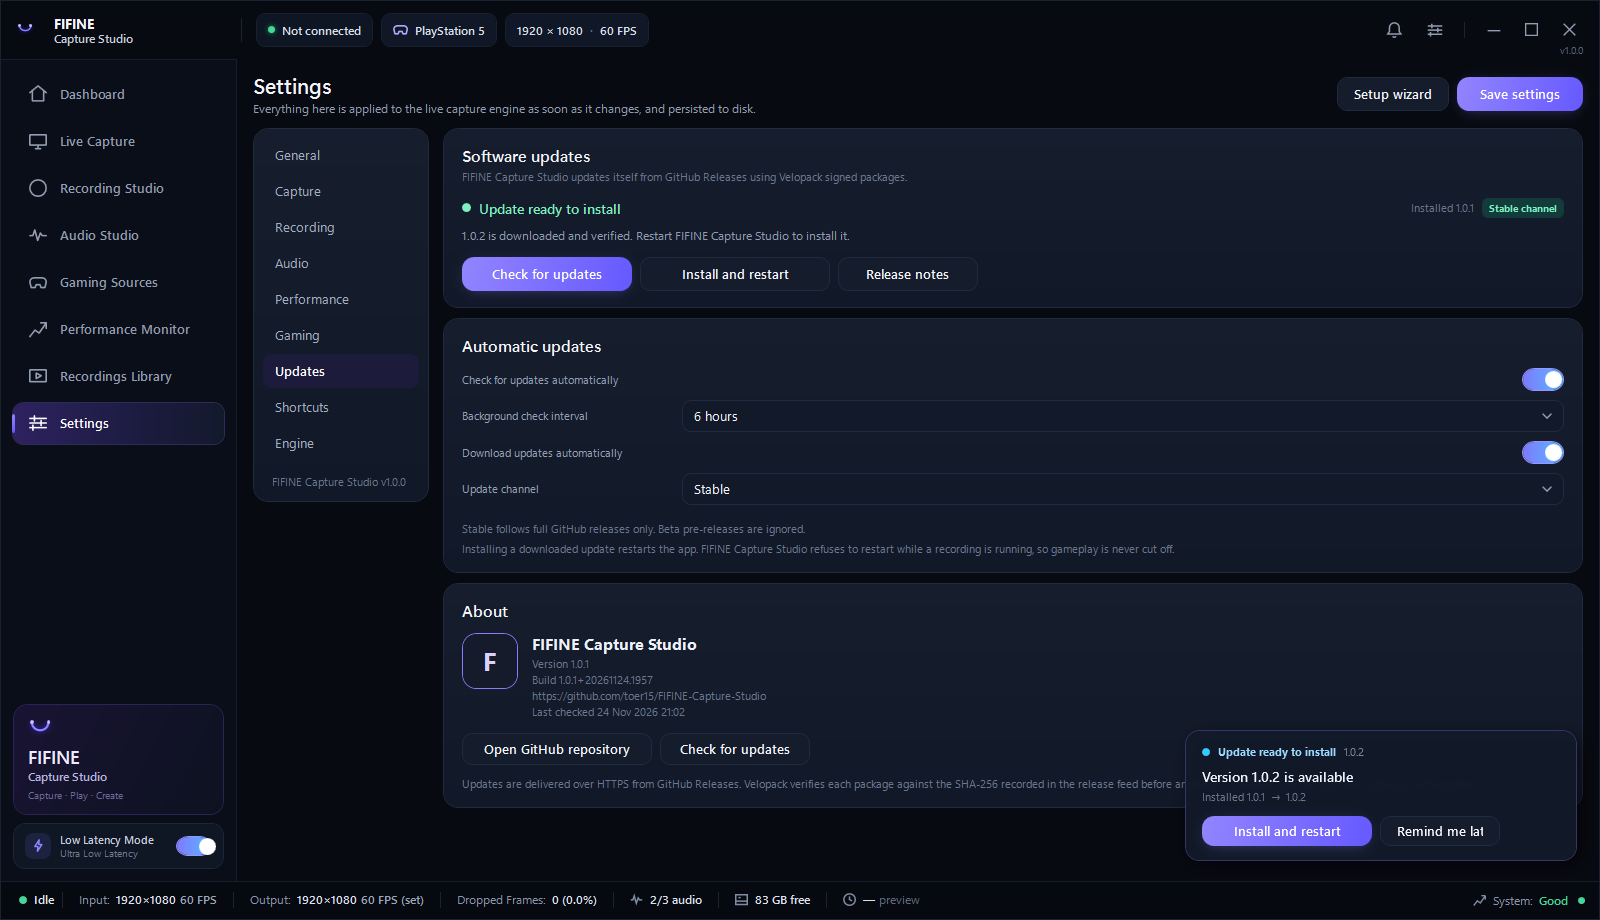 FIFINE
Capture Studio
Not connected
PlayStation 5
1920 × 1080 · 60 FPS
v1.0.0
Dashboard
Live Capture
Recording Studio
Audio Studio
Gaming Sources
Performance Monitor
Recordings Library
Settings
Settings
Everything here is applied to the live capture engine as soon as it changes, and persisted to disk.
Setup wizard
Save settings
General
Capture
Recording
Audio
Performance
Gaming
Updates
Shortcuts
Engine
FIFINE Capture Studio v1.0.0
Software updates
FIFINE Capture Studio updates itself from GitHub Releases using Velopack signed packages.
Update ready to install
Installed 1.0.1
Stable channel
1.0.2 is downloaded and verified. Restart FIFINE Capture Studio to install it.
Check for updates
Install and restart
Release notes
Automatic updates
Check for updates automatically
Background check interval
6 hours
Download updates automatically
Update channel
Stable
Stable follows full GitHub releases only. Beta pre-releases are ignored.
Installing a downloaded update restarts the app. FIFINE Capture Studio refuses to restart while a recording is running, so gameplay is never cut off.
About
F
FIFINE Capture Studio
Version 1.0.1
Build 1.0.1+20261124.1957
https://github.com/toer15/FIFINE-Capture-Studio
Last checked 24 Nov 2026 21:02
Open GitHub repository
Check for updates
Updates are delivered over HTTPS from GitHub Releases. Velopack verifies each package against the SHA-256 recorded in the release feed before
Update ready to install 1.0.2
Version 1.0.2 is available
Installed 1.0.1 → 1.0.2
Install and restart
Remind me lat
FIFINE
Capture Studio
Capture · Play · Create
Low Latency Mode
Ultra Low Latency
Idle
Input: 1920×1080 60 FPS
Output: 1920×1080 60 FPS (set)
Dropped Frames: 0 (0.0%)
2/3 audio
83 GB free
— preview
System: Good